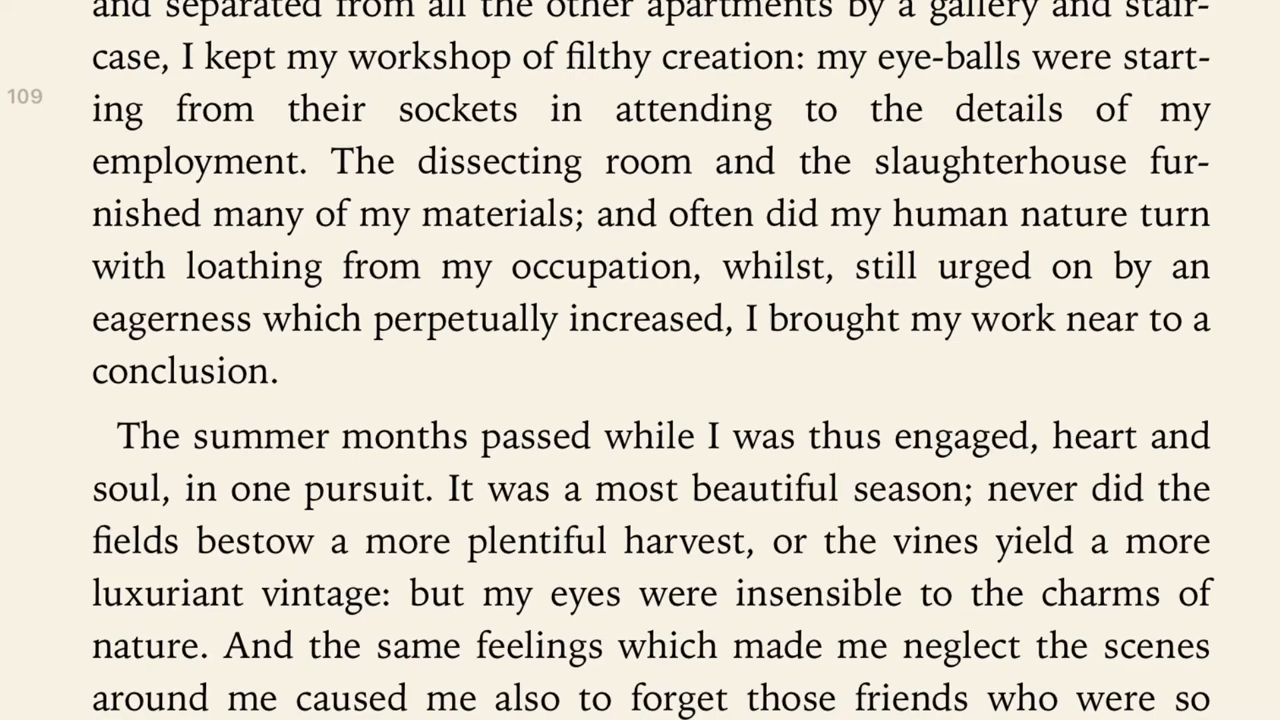 and separated from all the other apartments by a gallery and stair-
case, I kept my workshop of filthy creation: my eye-balls were start-
109
ing from their sockets in attending to the details of my
employment. The dissecting room and the slaughterhouse fur-
nished many of my materials; and often did my human nature turn
with loathing from my occupation, whilst, still urged on by an
eagerness which perpetually increased, I brought my work near to a
conclusion.
The summer months passed while I was thus engaged, heart and
soul, in one pursuit. It was a most beautiful season; never did the
fields bestow a more plentiful harvest, or the vines yield a more
luxuriant vintage: but my eyes were insensible to the charms of
nature. And the same feelings which made me neglect the scenes
around me caused me also to forget those friends who were so